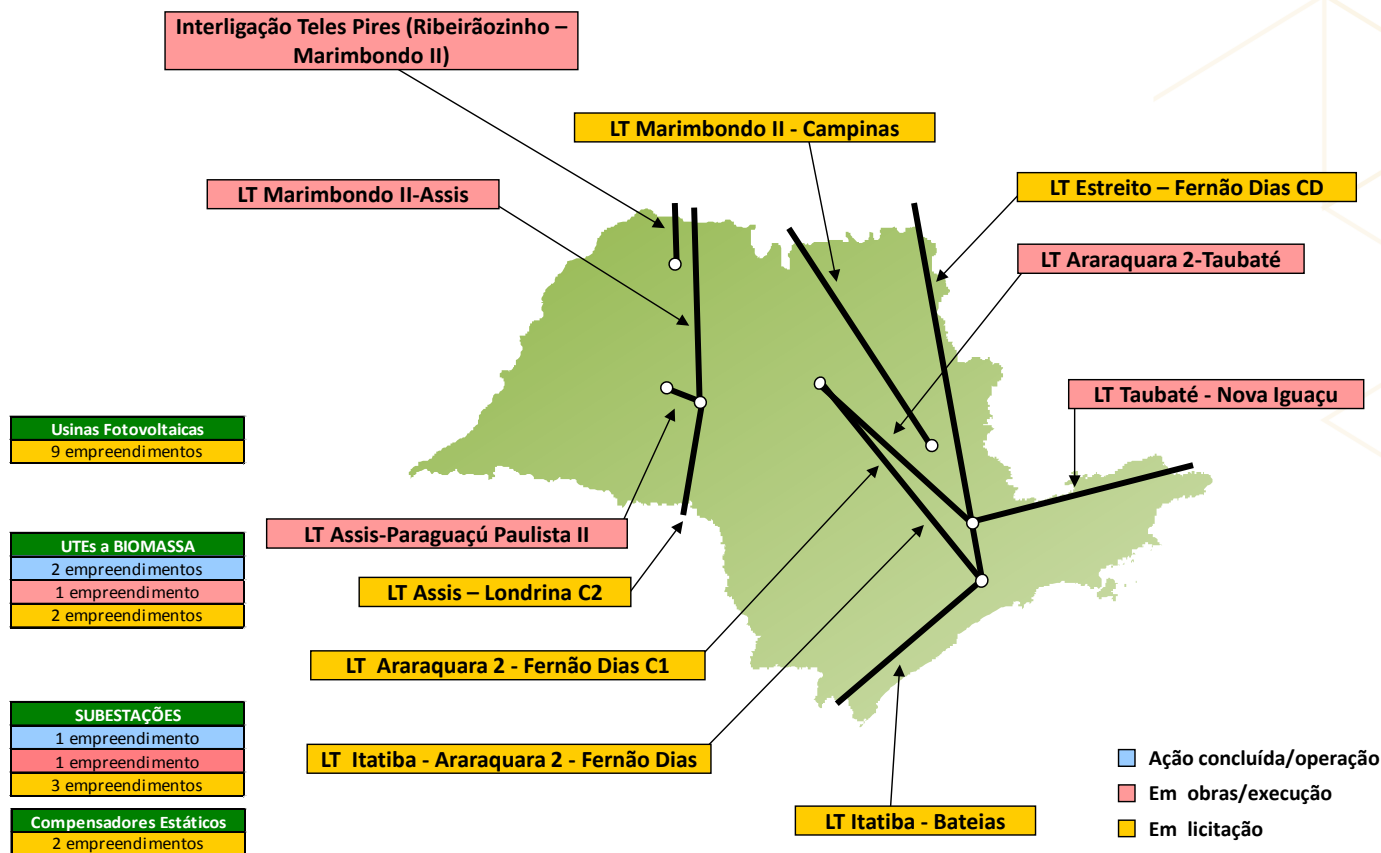 Interligação Teles Pires (Ribeirãozinho –
Marimbondo II)
LT Marimbondo II - Campinas
LT Marimbondo II-Assis
LT Estreito – Fernão Dias CD
LT Araraquara 2-Taubaté
LT Taubaté - Nova Iguaçu
Usinas Fotovoltaicas
9 empreendimentos
LT Assis-Paraguaçú Paulista II
UTEs a BIOMASSA
2 empreendimentos
1 empreendimento
2 empreendimentos
LT Assis – Londrina C2
LT Araraquara 2 - Fernão Dias C1
SUBESTAÇÕES
1 empreendimento
1 empreendimento
3 empreendimentos
LT Itatiba - Araraquara 2 - Fernão Dias
Compensadores Estáticos
2 empreendimentos
LT Itatiba - Bateias
Ação concluída/operação
Em obras/execução
Em licitação